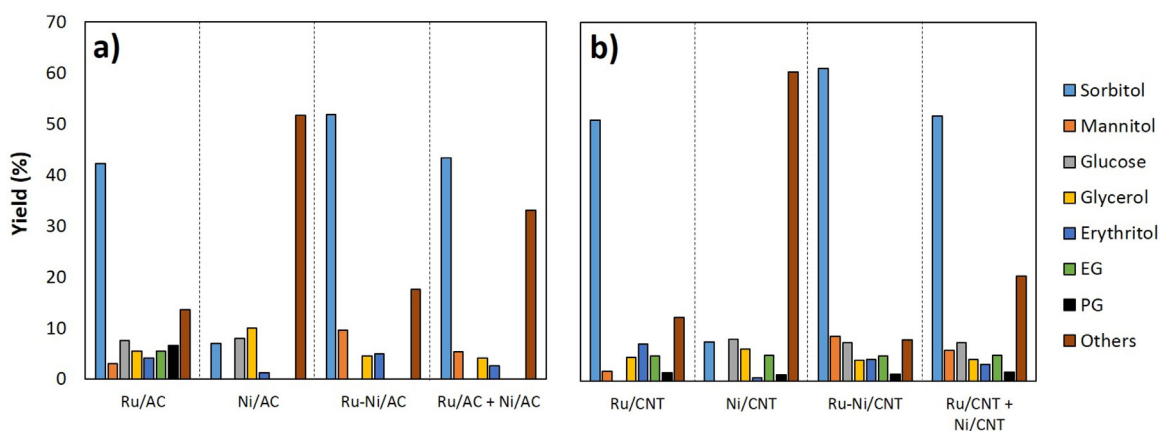 a)
b)
Yield (%)
70
60
50
40
30
20
10
0
Ru/AC
Ni/AC
Ru-Ni/AC
Ru/AC + Ni/AC
Ru/CNT
Ni/CNT
Ru-Ni/CNT
Ru/CNT +
Ni/CNT
Sorbitol
Mannitol
Glucose
Glycerol
Erythritol
EG
PG
Others